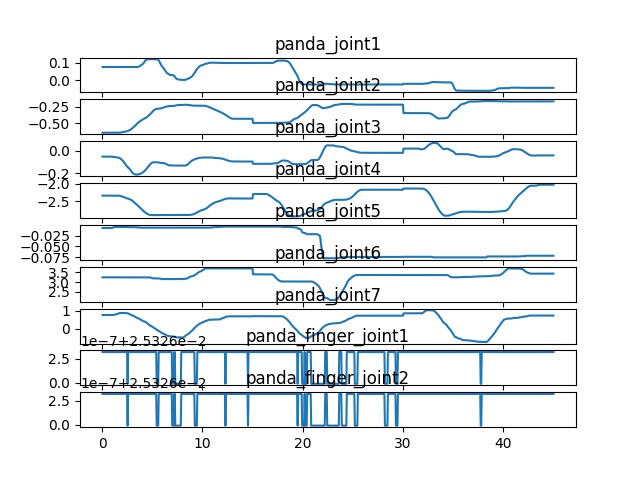 panda_joint1
0.1
0.0
panda_joint2
−0.25
−0.50
panda_joint3
0.0
−0.2
panda_joint4
−2.0
−2.5
panda_joint5
−0.025
−0.050
−0.075
panda_joint6
3.5
3.0
2.5
panda_joint7
1
0
1e−7+2.5326e−2 panda_finger_joint1
2.5
0.0
1e−7+2.5326e−2 panda_finger_joint2
2.5
0.0
0 10 20 30 40